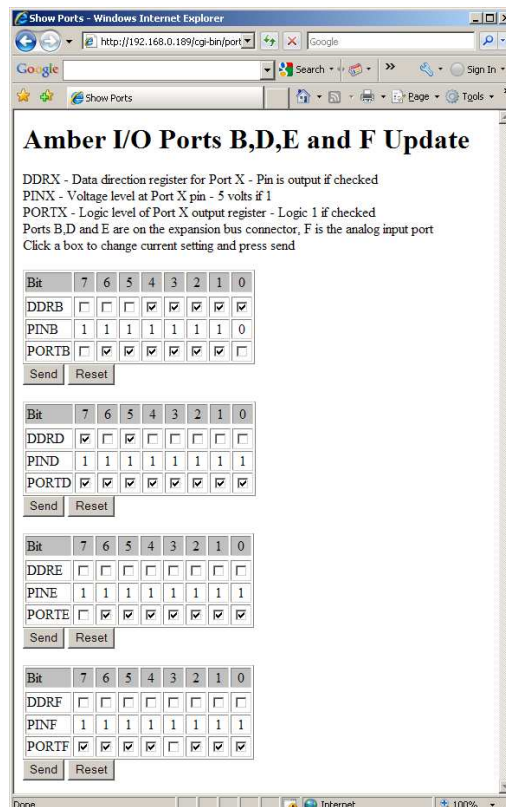 Show Ports - Windows Internet Explorer
http://192.168.0.189/cgi-bin/port Google
Google Search » Sign In
Show Ports Page Tools
Amber I/O Ports B,D,E and F Update
DDRX - Data direction register for Port X - Pin is output if checked
PINX - Voltage level at Port X pin - 5 volts if 1
PORTX - Logic level of Port X output register - Logic 1 if checked
Ports B,D and E are on the expansion bus connector, F is the analog input port
Click a box to change current setting and press send
Bit 7 6 5 4 3 2 1 0
DDRB
PINB 1 1 1 1 1 1 1 0
PORTB
Send Reset
Bit 7 6 5 4 3 2 1 0
DDRD
PIND 1 1 1 1 1 1 1 1
PORTD
Send Reset
Bit 7 6 5 4 3 2 1 0
DDRE
PINE 1 1 1 1 1 1 1 1
PORTE
Send Reset
Bit 7 6 5 4 3 2 1 0
DDRF
PINF 1 1 1 1 1 1 1 1
PORTF
Send Reset
Done Internet 100%